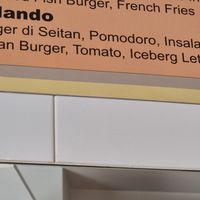 Fish Burger, French Fries
lando
ger di Seitan, Pomodoro, Insala
an Burger, Tomato, Iceberg Let